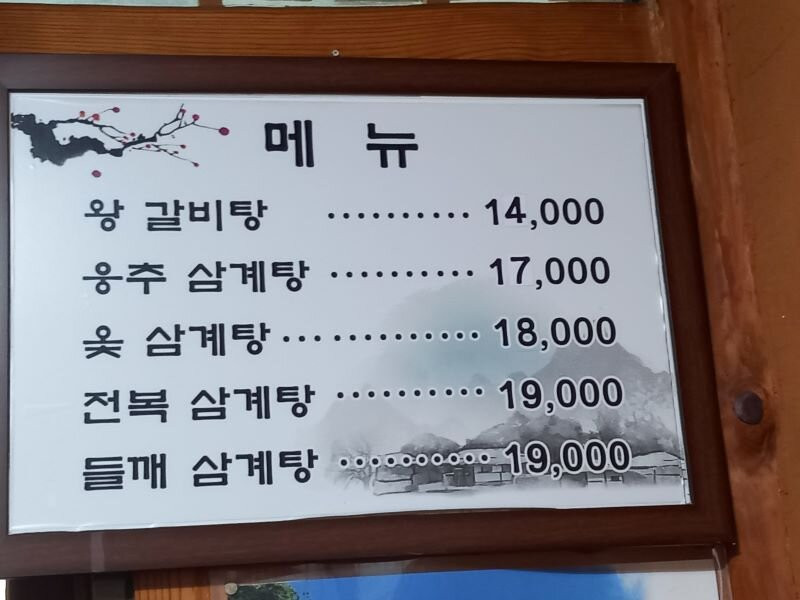 메 뉴
왕 갈비탕 ·········· 14,000
웅추 삼계탕 ·········· 17,000
옻 삼계탕 ·············· 18,000
전복 삼계탕 ·········· 19,000
들깨 삼계탕 ·········· 19,000